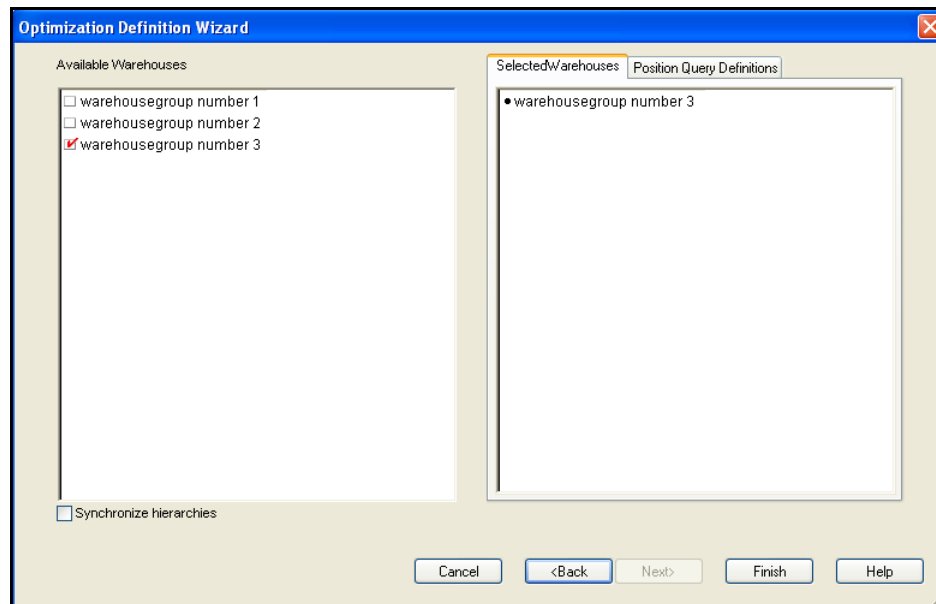 Optimization Definition Wizard
Available Warehouses
SelectedWarehouses
Position Query Definitions
warehousegroup number 1
warehousegroup number 2
warehousegroup number 3
warehousegroup number 3
Synchronize hierarchies
Cancel
<Back
Next>
Finish
Help